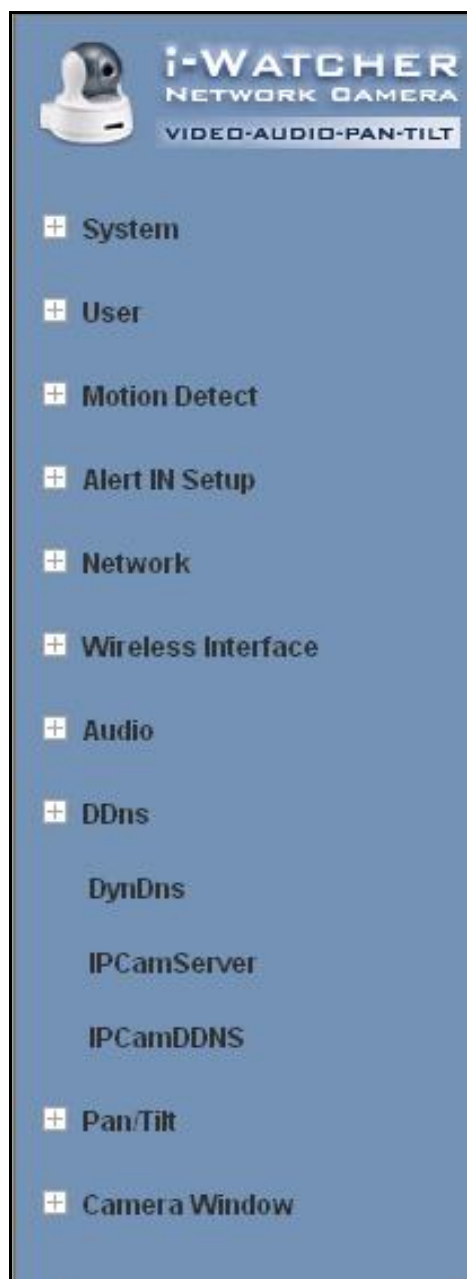 i-WATCHER
NETWORK CAMERA
VIDEO-AUDIO-PAN-TILT
System
User
Motion Detect
Alert IN Setup
Network
Wireless Interface
Audio
DDns
DynDns
IPCamServer
IPCamDDNS
Pan/Tilt
Camera Window